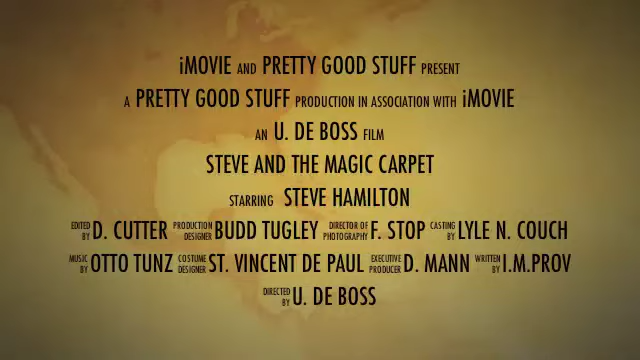 iMOVIE AND PRETTY GOOD STUFF PRESENT
A PRETTY GOOD STUFF PRODUCTION IN ASSOCIATION WITH iMOVIE
AN U. DE BOSS FILM
STEVE AND THE MAGIC CARPET
STARRING STEVE HAMILTON
EDITED BY D. CUTTER PRODUCTION DESIGNER BUDD TUGLEY DIRECTOR OF PHOTOGRAPHY F. STOP CASTING BY LYLE N. COUCH
MUSIC BY OTTO TUNZ COSTUME DESIGNER ST. VINCENT DE PAUL EXECUTIVE PRODUCER D. MANN WRITTEN BY I.M.PROV
DIRECTED BY U. DE BOSS